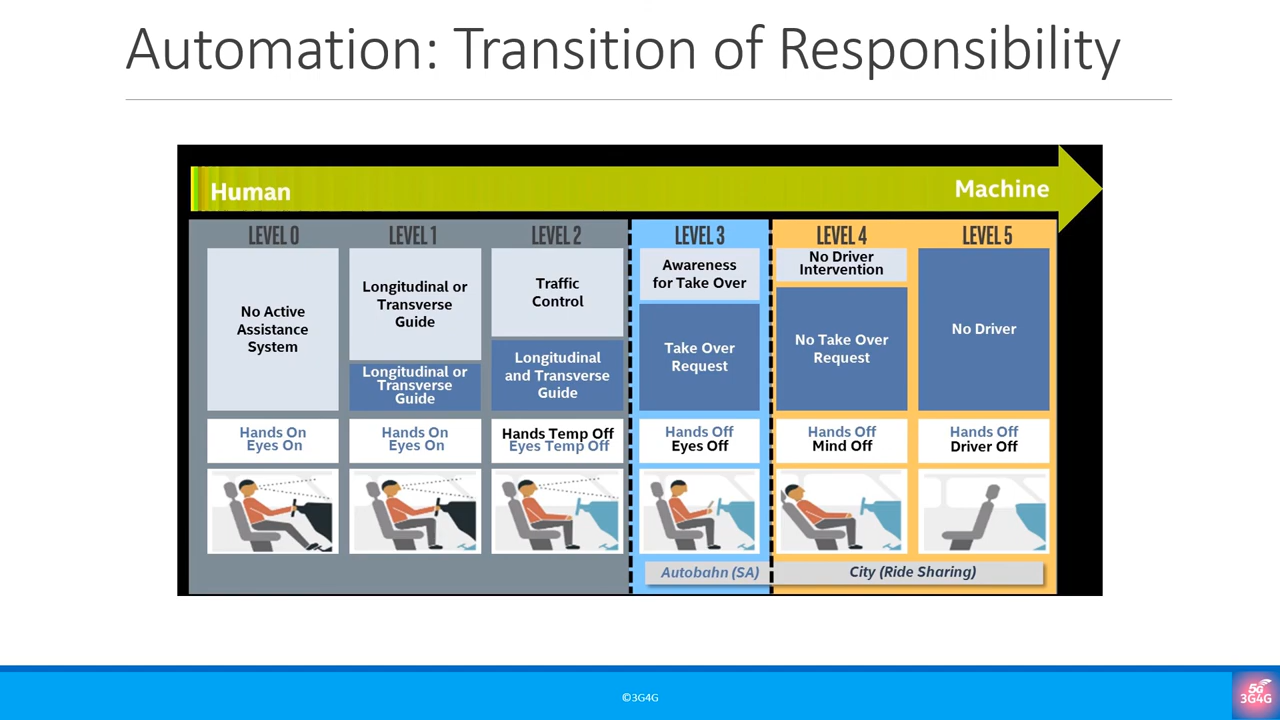 Automation: Transition of Responsibility
Human
Machine
LEVEL 0
LEVEL 1
LEVEL 2
LEVEL 3
LEVEL 4
LEVEL 5
No Active
Assistance
System
Longitudinal or
Transverse
Guide
Longitudinal or
Transverse
Guide
Traffic
Control
Longitudinal
and Transverse
Guide
Awareness
for Take Over
Take Over
Request
No Driver
Intervention
No Take Over
Request
No Driver
Hands On
Eyes On
Hands On
Eyes On
Hands Temp Off
Eyes Temp Off
Hands Off
Eyes Off
Hands Off
Mind Off
Hands Off
Driver Off
Autobahn (SA)
City (Ride Sharing)
©3G4G
5G
3G4G